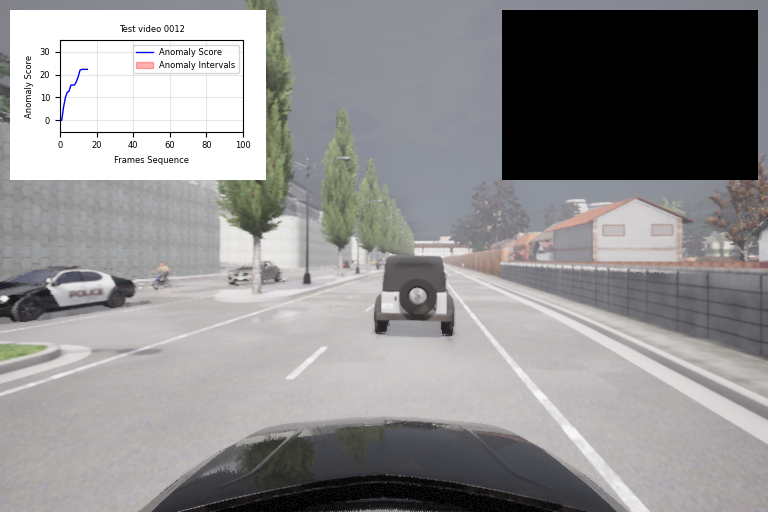 Test video 0012
Anomaly Score
Anomaly Intervals
30
20
10
0
Anomaly Score
0
20
40
60
80
100
Frames Sequence
POLICE